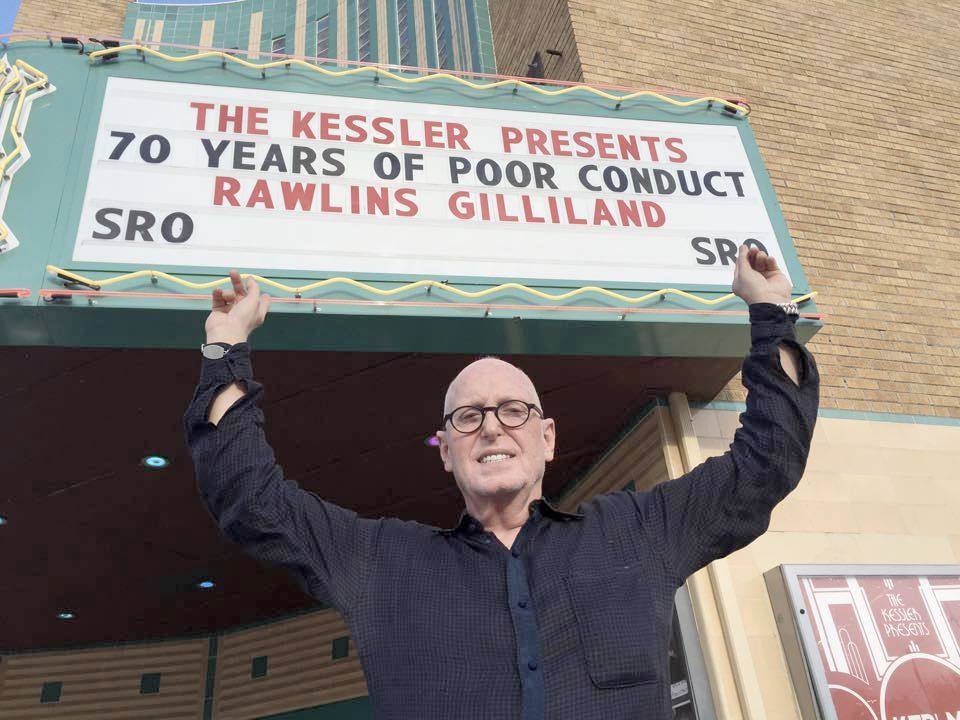 THE KESSLER PRESENTS
70 YEARS OF POOR CONDUCT
RAWLINS GILLILAND
SRO SRO
THE
KESSLER
PRESENTS